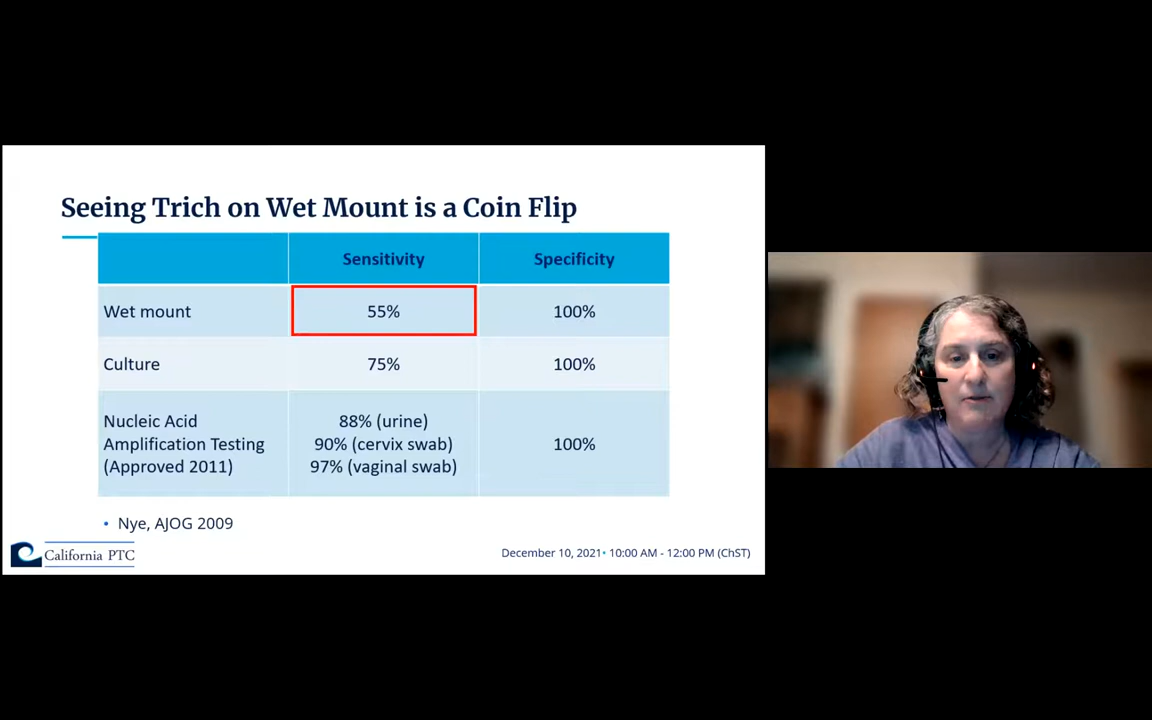 Seeing Trich on Wet Mount is a Coin Flip
Sensitivity Specificity
Wet mount 55% 100%
Culture 75% 100%
Nucleic Acid
Amplification Testing
(Approved 2011)
88% (urine)
90% (cervix swab)
97% (vaginal swab)
100%
• Nye, AJOG 2009
California PTC
December 10, 2021• 10:00 AM - 12:00 PM (ChST)